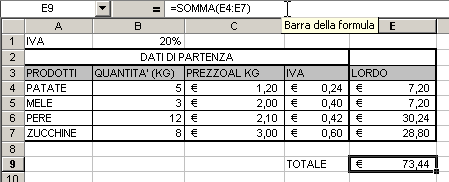 E9 =SOMMA(E4:E7)
Barra della formula
A B C D E
1 IVA 20%
2 DATI DI PARTENZA
3 PRODOTTI QUANTITA' (KG) PREZZOAL KG IVA LORDO
4 PATATE 5 € 1,20 € 0,24 € 7,20
5 MELE 3 € 2,00 € 0,40 € 7,20
6 PERE 12 € 2,10 € 0,42 € 30,24
7 ZUCCHINE 8 € 3,00 € 0,60 € 28,80
8
9 TOTALE € 73,44
10